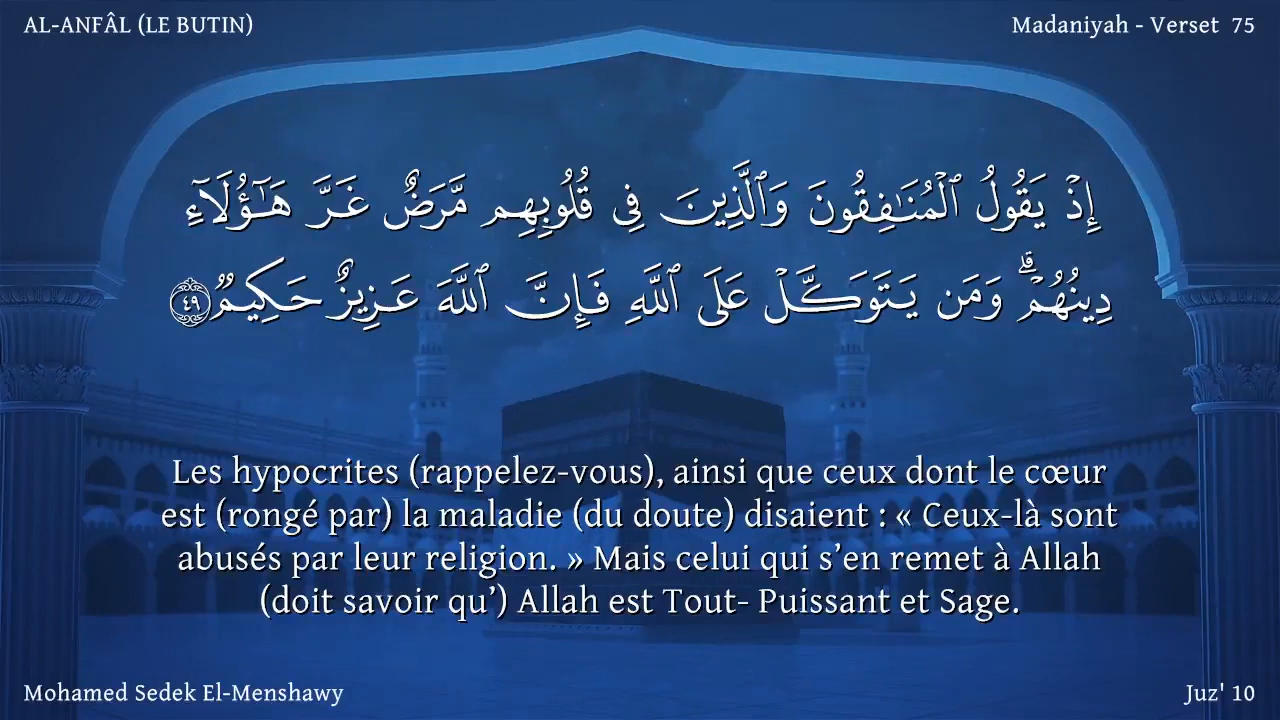 AL-ANFÂL (LE BUTIN)
Madaniyah - Verset 75
إِذْ يَقُولُ ٱلْمُنَـٰفِقُونَ وَٱلَّذِينَ فِى قُلُوبِهِم مَّرَضٌ غَرَّ هَـٰٓؤُلَآءِ
دِينُهُمْ ۗ وَمَن يَتَوَكَّلْ عَلَى ٱللَّهِ فَإِنَّ ٱللَّهَ عَزِيزٌ حَكِيمٌ ٤٩
Les hypocrites (rappelez-vous), ainsi que ceux dont le cœur
est (rongé par) la maladie (du doute) disaient : « Ceux-là sont
abusés par leur religion. » Mais celui qui s’en remet à Allah
(doit savoir qu’) Allah est Tout- Puissant et Sage.
Mohamed Sedek El-Menshawy
Juz' 10